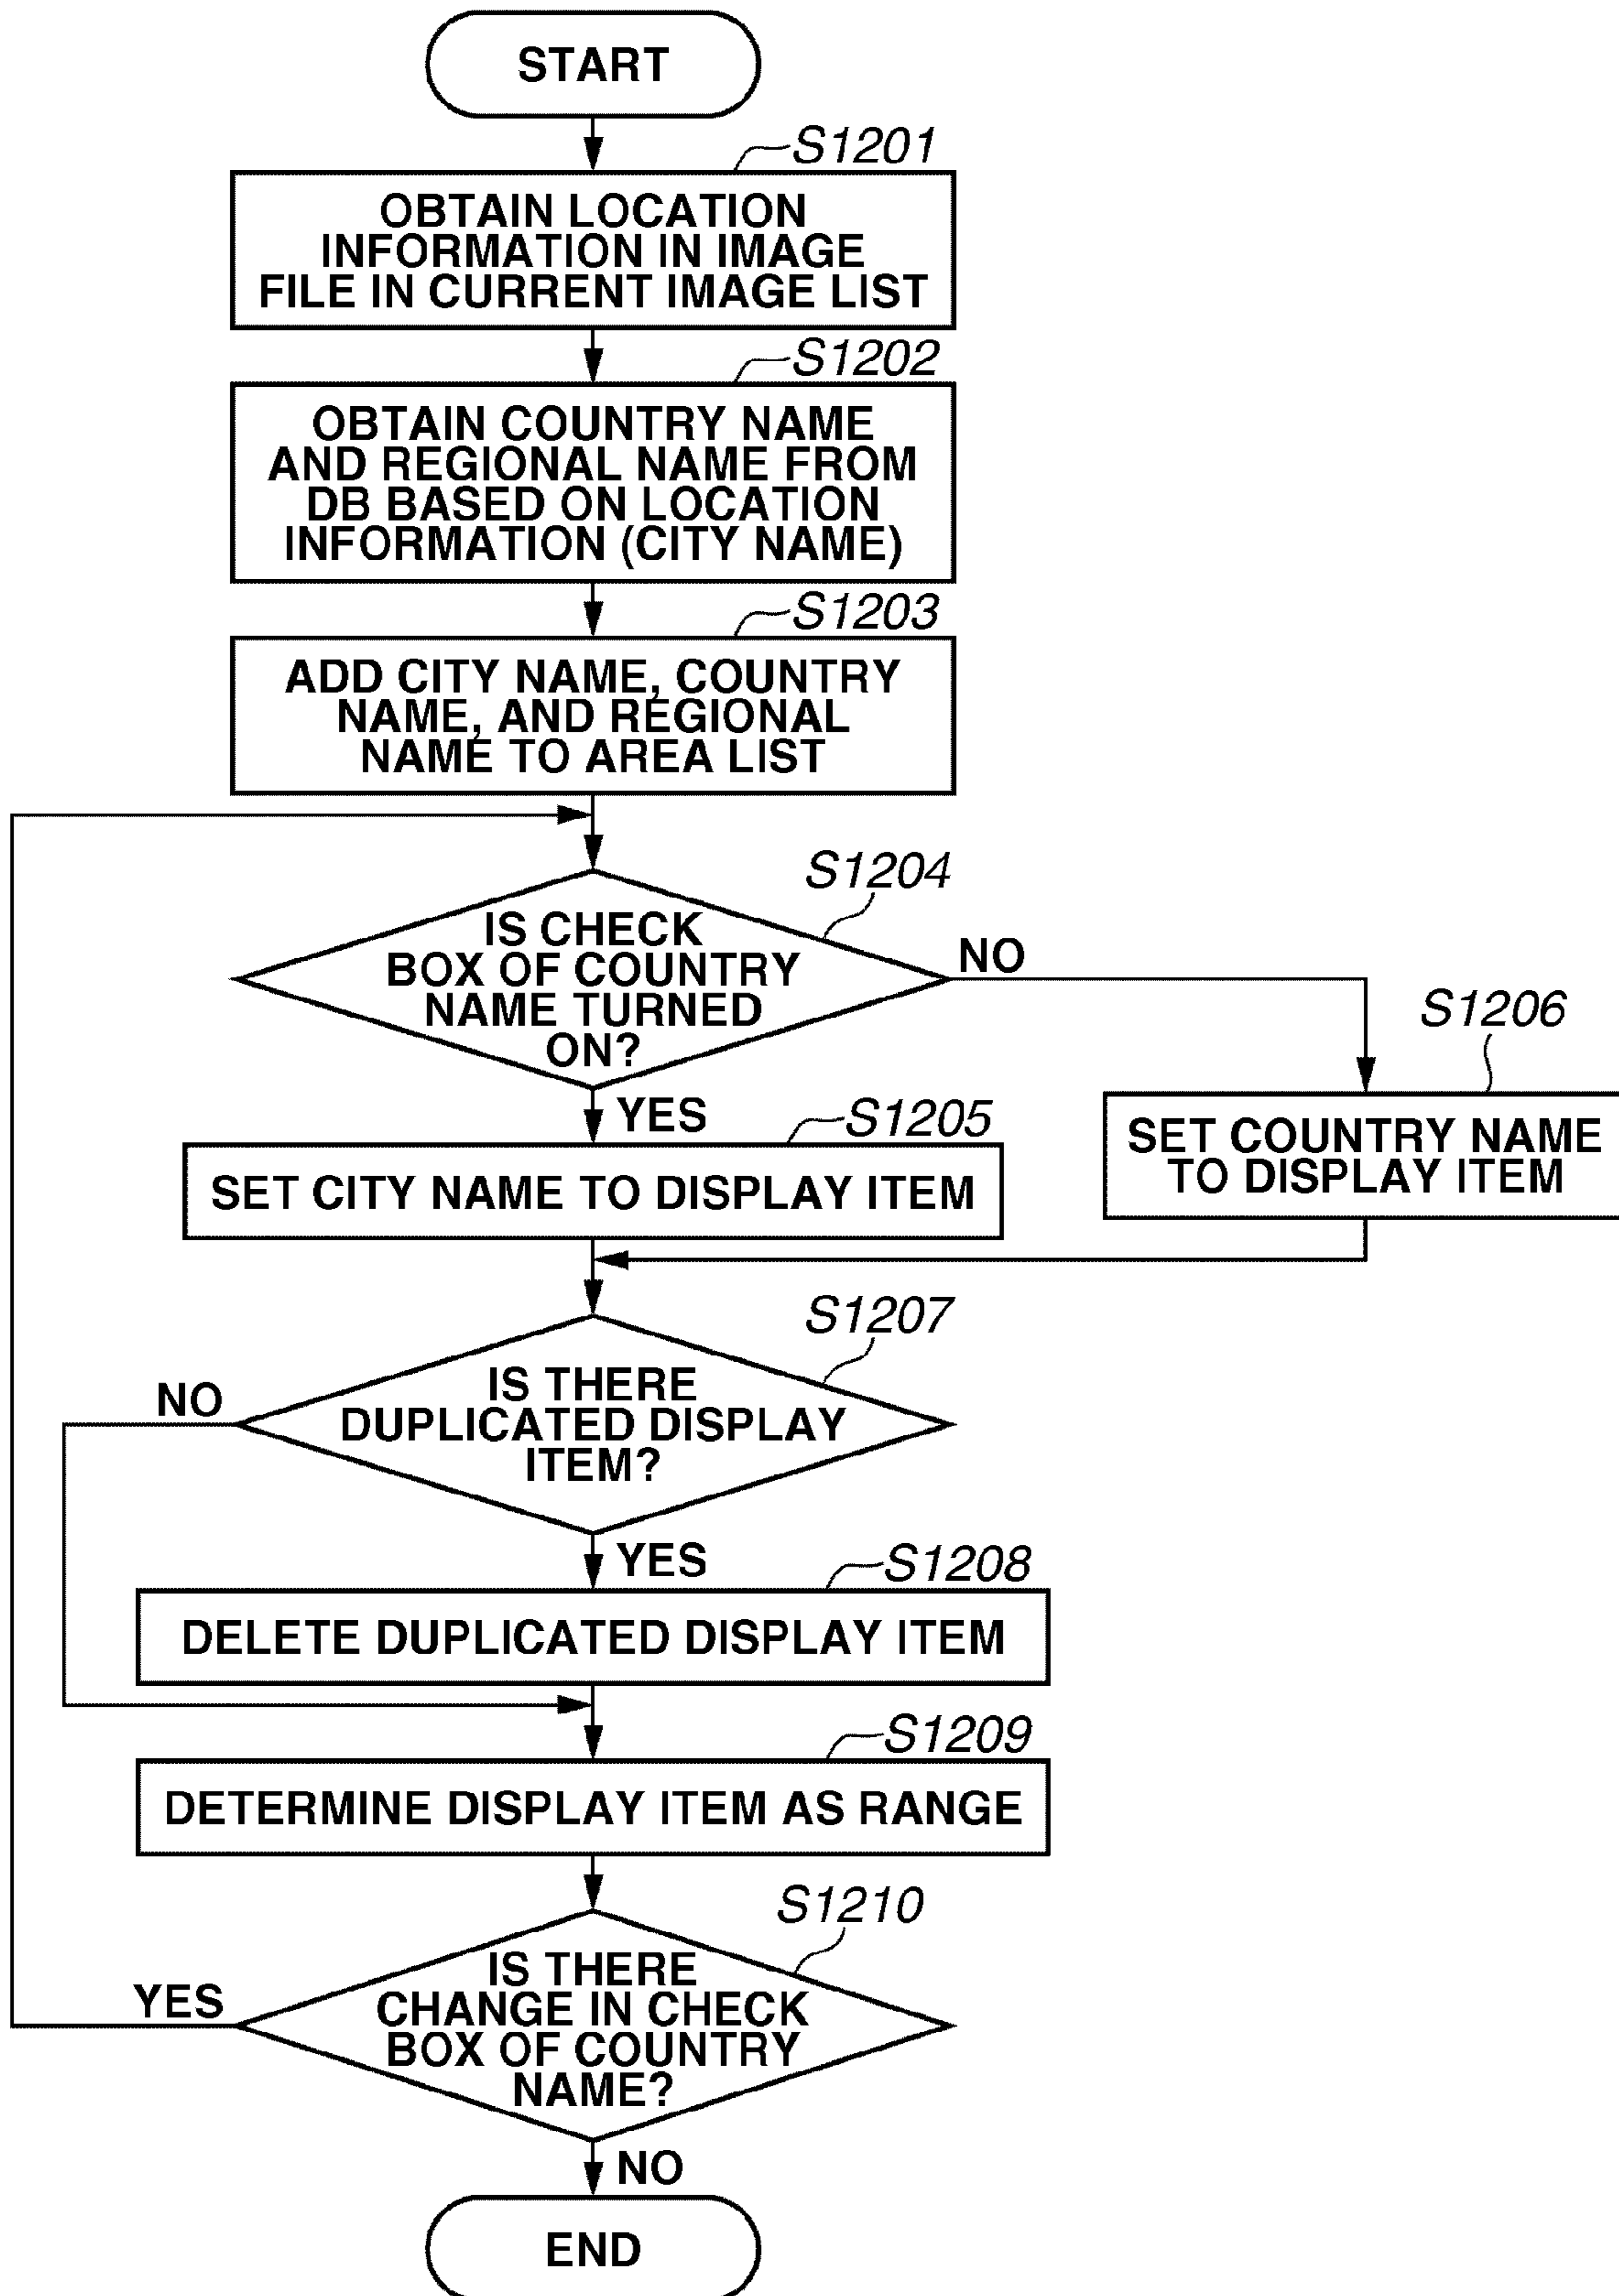 START
S1201
OBTAIN LOCATION
INFORMATION IN IMAGE
FILE IN CURRENT IMAGE LIST
S1202
OBTAIN COUNTRY NAME
AND REGIONAL NAME FROM
DB BASED ON LOCATION
INFORMATION (CITY NAME)
S1203
ADD CITY NAME, COUNTRY
NAME, AND REGIONAL
NAME TO AREA LIST
S1204
IS CHECK
BOX OF COUNTRY
NAME TURNED
ON?
NO
S1206
SET COUNTRY NAME
TO DISPLAY ITEM
YES
S1205
SET CITY NAME TO DISPLAY ITEM
S1207
IS THERE
DUPLICATED DISPLAY
ITEM?
NO
YES
S1208
DELETE DUPLICATED DISPLAY ITEM
S1209
DETERMINE DISPLAY ITEM AS RANGE
S1210
IS THERE
CHANGE IN CHECK
BOX OF COUNTRY
NAME?
YES
NO
END